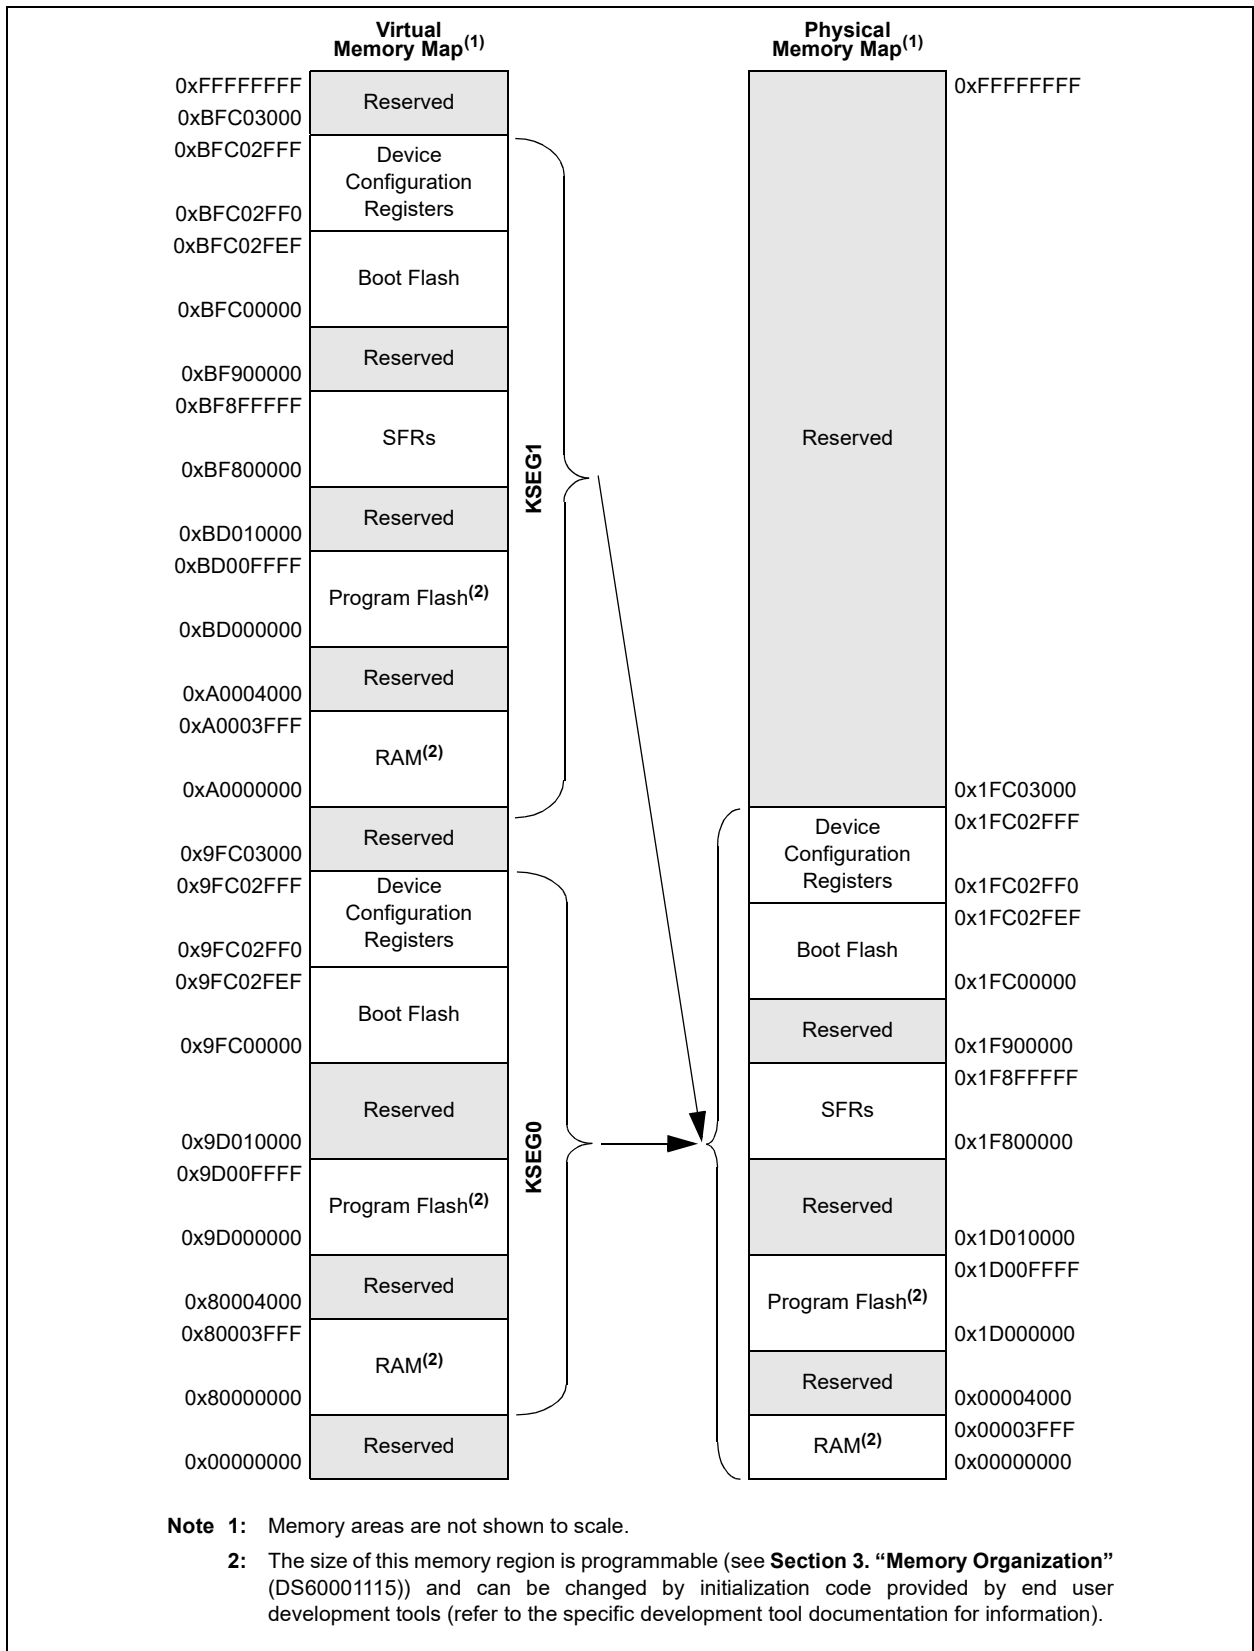 Virtual
Memory Map(1)
0xFFFFFFFF
Reserved
0xBFC03000
0xBFC02FFF
Device
Configuration
Registers
0xBFC02FF0
0xBFC02FEF
Boot Flash
0xBFC00000
Reserved
0xBF900000
0xBF8FFFFF
SFRs
0xBF800000
Reserved
0xBD010000
0xBD00FFFF
Program Flash(2)
0xBD000000
Reserved
0xA0004000
0xA0003FFF
RAM(2)
0xA0000000
Reserved
0x9FC03000
0x9FC02FFF
Device
Configuration
Registers
0x9FC02FF0
0x9FC02FEF
Boot Flash
0x9FC00000
Reserved
0x9D010000
0x9D00FFFF
Program Flash(2)
0x9D000000
Reserved
0x80004000
0x80003FFF
RAM(2)
0x80000000
Reserved
0x00000000
KSEG1
KSEG0
Physical
Memory Map(1)
0xFFFFFFFF
Reserved
0x1FC03000
0x1FC02FFF
Device
Configuration
Registers
0x1FC02FF0
0x1FC02FEF
Boot Flash
0x1FC00000
Reserved
0x1F900000
0x1F8FFFFF
SFRs
0x1F800000
Reserved
0x1D010000
0x1D00FFFF
Program Flash(2)
0x1D000000
Reserved
0x00004000
0x00003FFF
RAM(2)
0x00000000
Note 1: Memory areas are not shown to scale.
2: The size of this memory region is programmable (see Section 3. “Memory Organization”
(DS60001115)) and can be changed by initialization code provided by end user
development tools (refer to the specific development tool documentation for information).